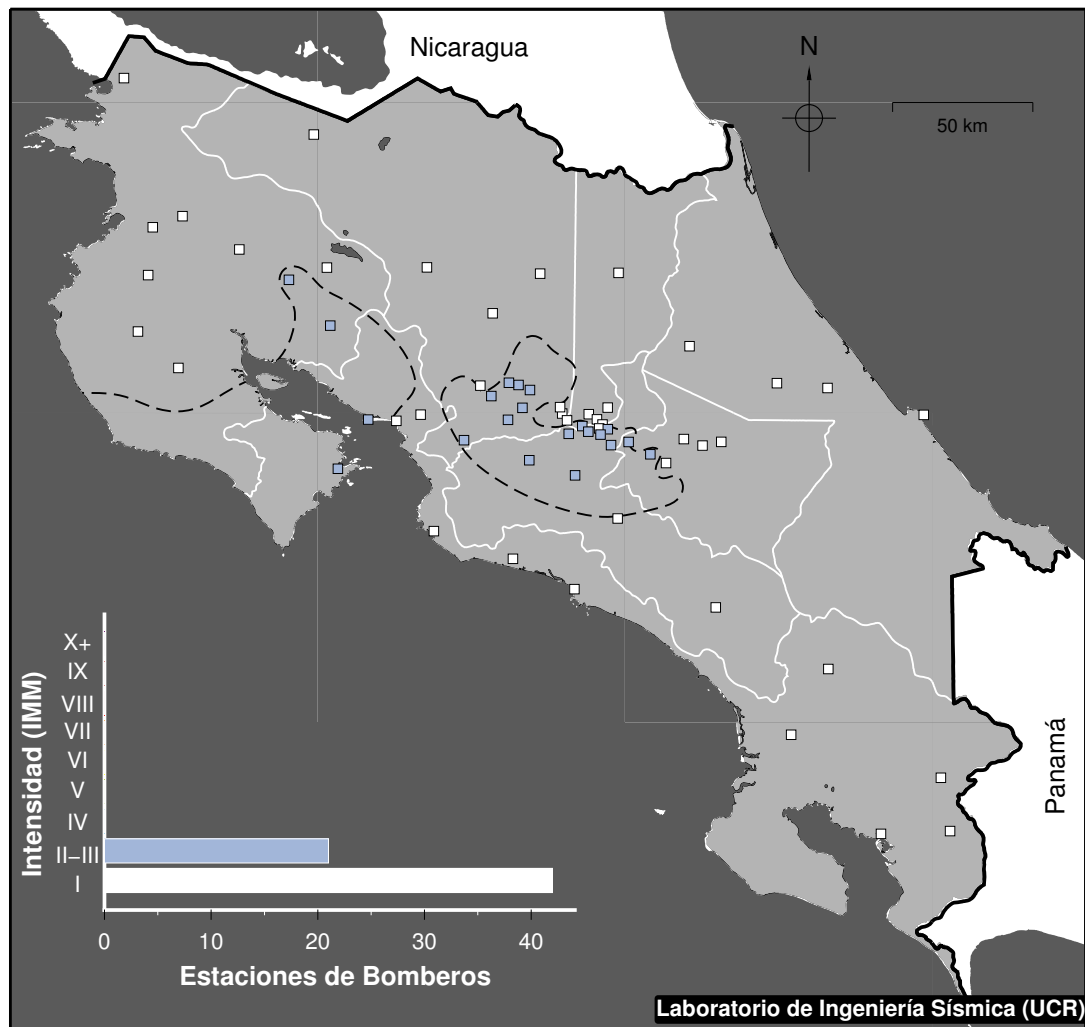 Nicaragua
N
50 km
Panamá
Intensidad (IMM)
X+
IX
VIII
VII
VI
V
IV
II–III
I
0 10 20 30 40
Estaciones de Bomberos
Laboratorio de Ingeniería Sísmica (UCR)